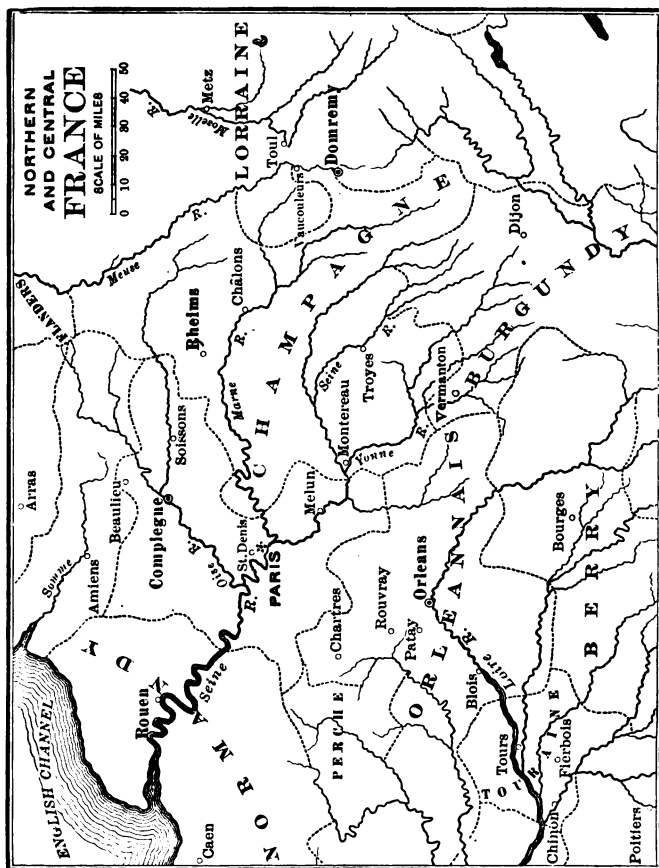 NORTHERN
AND CENTRAL
FRANCE
SCALE OF MILES
0 10 20 30 40 50
ENGLISH CHANNEL
FLANDERS
Arras
Somme
Amiens
Beaulieu
Meuse R.
Moselle R.
Metz
LORRAINE
Toul
Vaucouleurs
Domremy
Compiegne
Soissons
Rheims
Châlons
Marne R.
CHAMPAGNE
Oise R.
St. Denis
PARIS
Rouen
Seine R.
NORMANDY
Caen
Melun
Montereau
Seine R.
Troyes
Yonne R.
Vermanton
Dijon
BURGUNDY
Chartres
PERCHE
Rouvray
Patay
Orleans
ORLEANNAIS
Loire R.
Blois
Tours
TOURAINE
Fierbois
Chinon
Poitiers
Bourges
BERRY